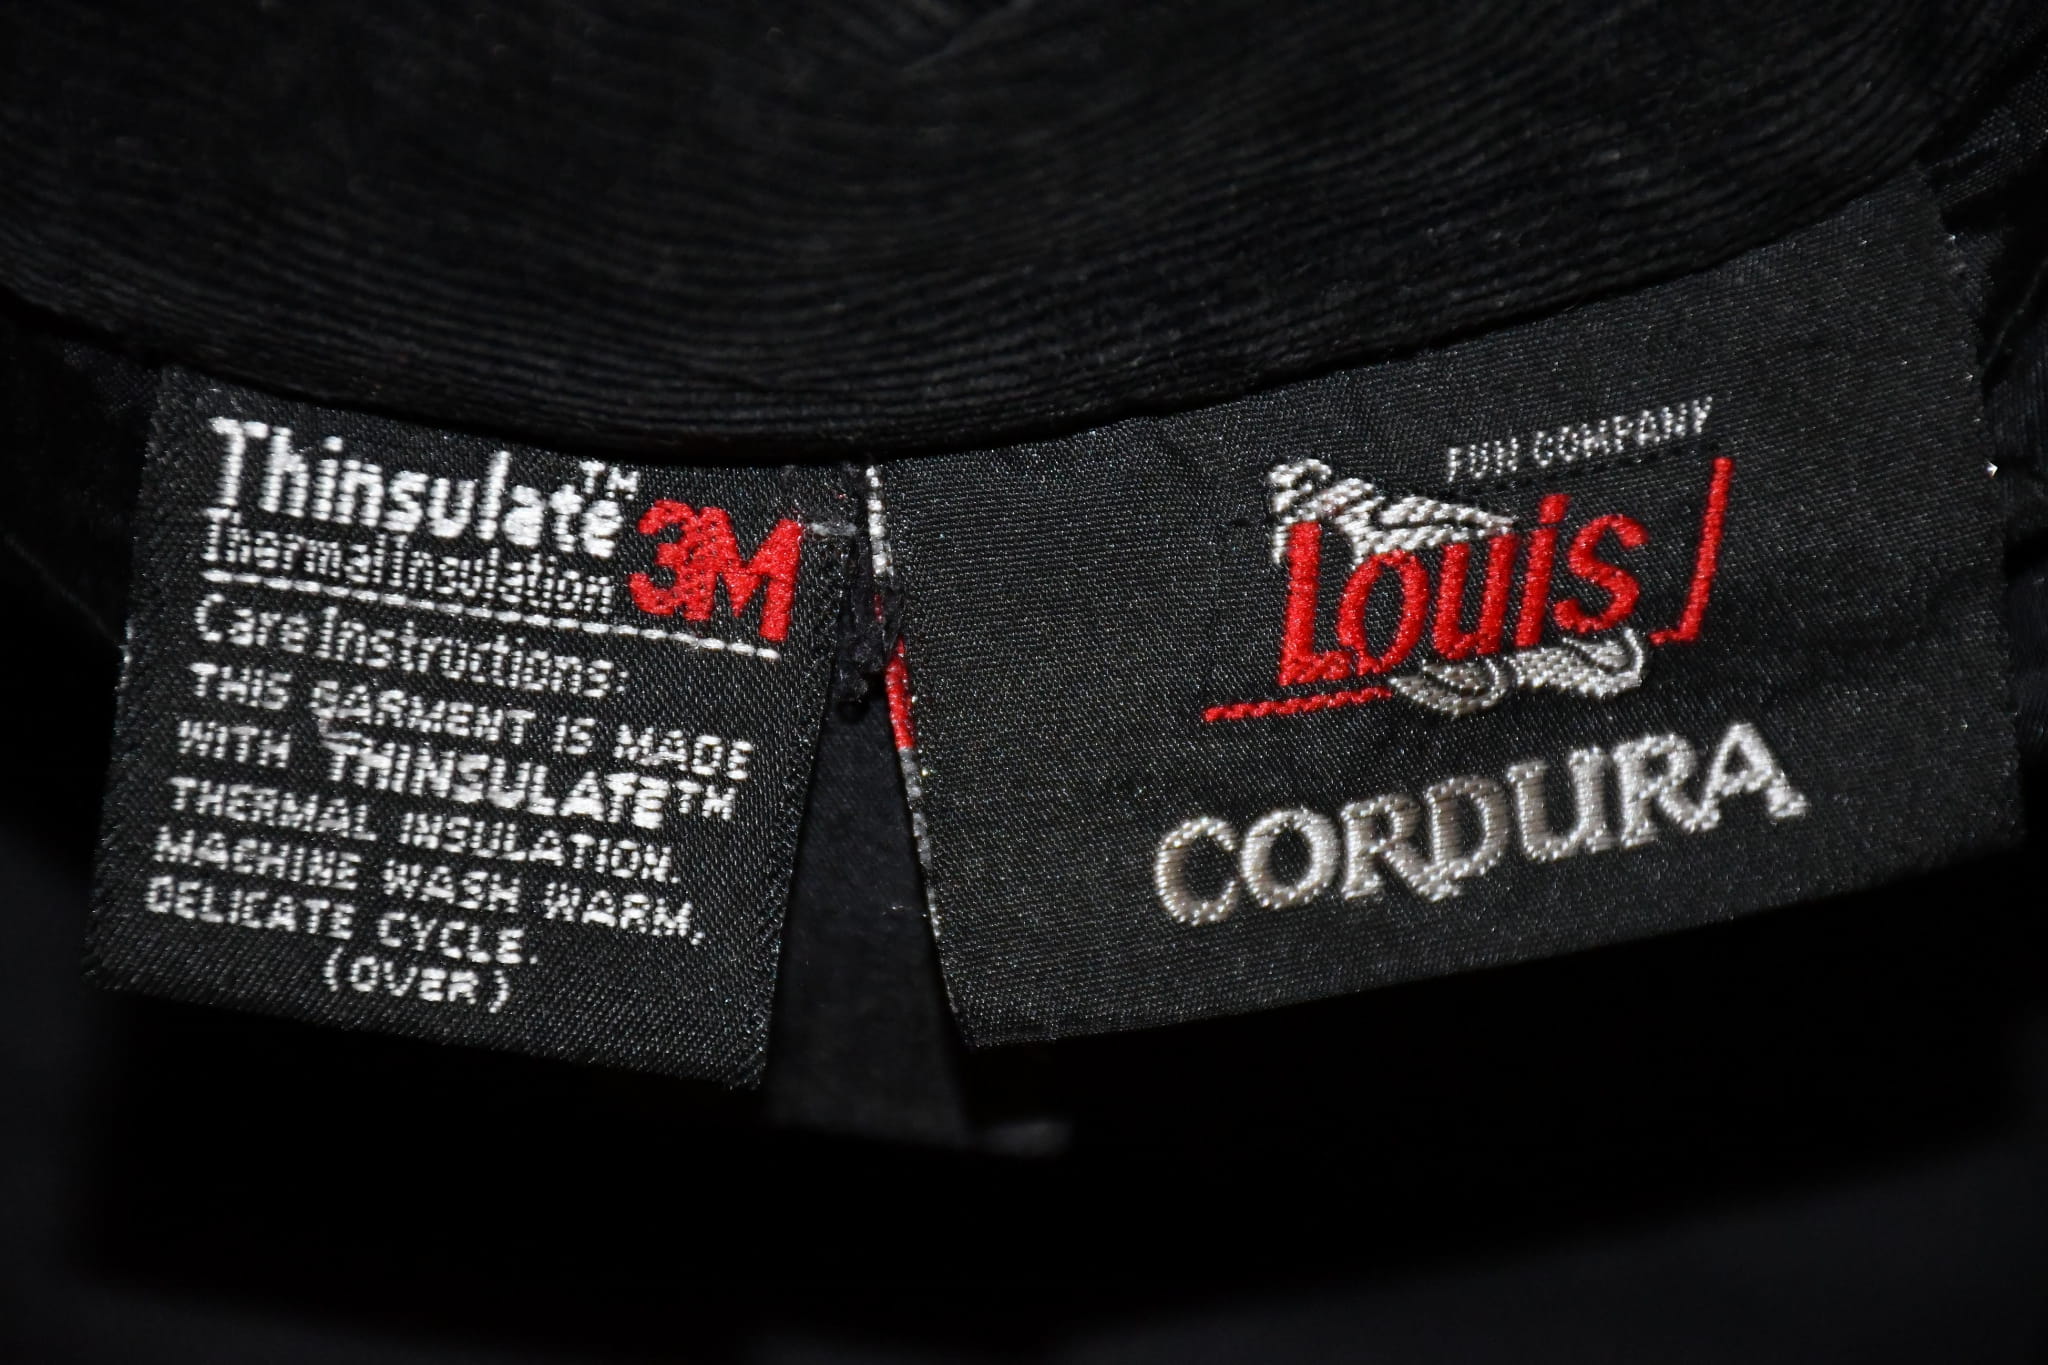 Thinsulate™
Thermal Insulation
3M
Care Instructions:
THIS GARMENT IS MADE
WITH THINSULATE™
THERMAL INSULATION.
MACHINE WASH WARM,
DELICATE CYCLE.
(OVER)
FUN COMPANY
Louis
CORDURA